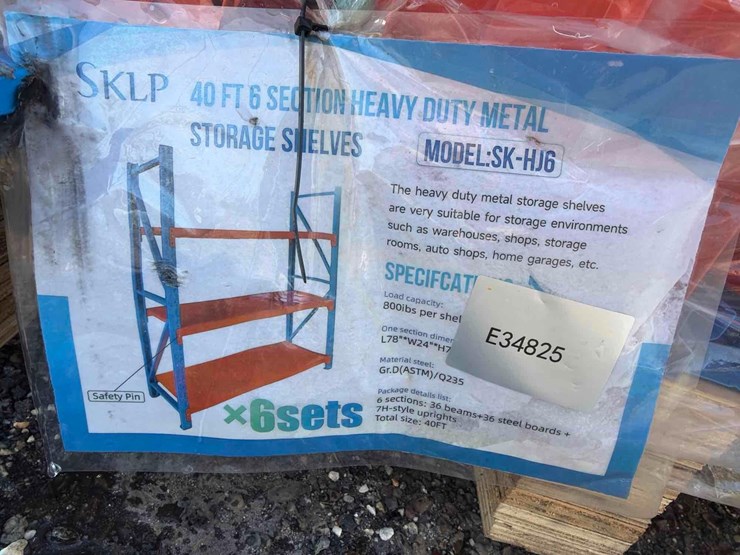 SKLP
40 FT 6 SECTION HEAVY DUTY METAL
STORAGE SHELVES
MODEL:SK-HJ6
The heavy duty metal storage shelves
are very suitable for storage environments
such as warehouses, shops, storage
rooms, auto shops, home garages, etc.
SPECIFCAT
Load capacity:
800ibs per shel
E34825
One section dimen
L78""W24""H7
Material steel:
Gr.D(ASTM)/Q235
Package details list:
6 sections: 36 beams+36 steel boards +
7H-style uprights
Total size: 40FT
Safety Pin
×6sets